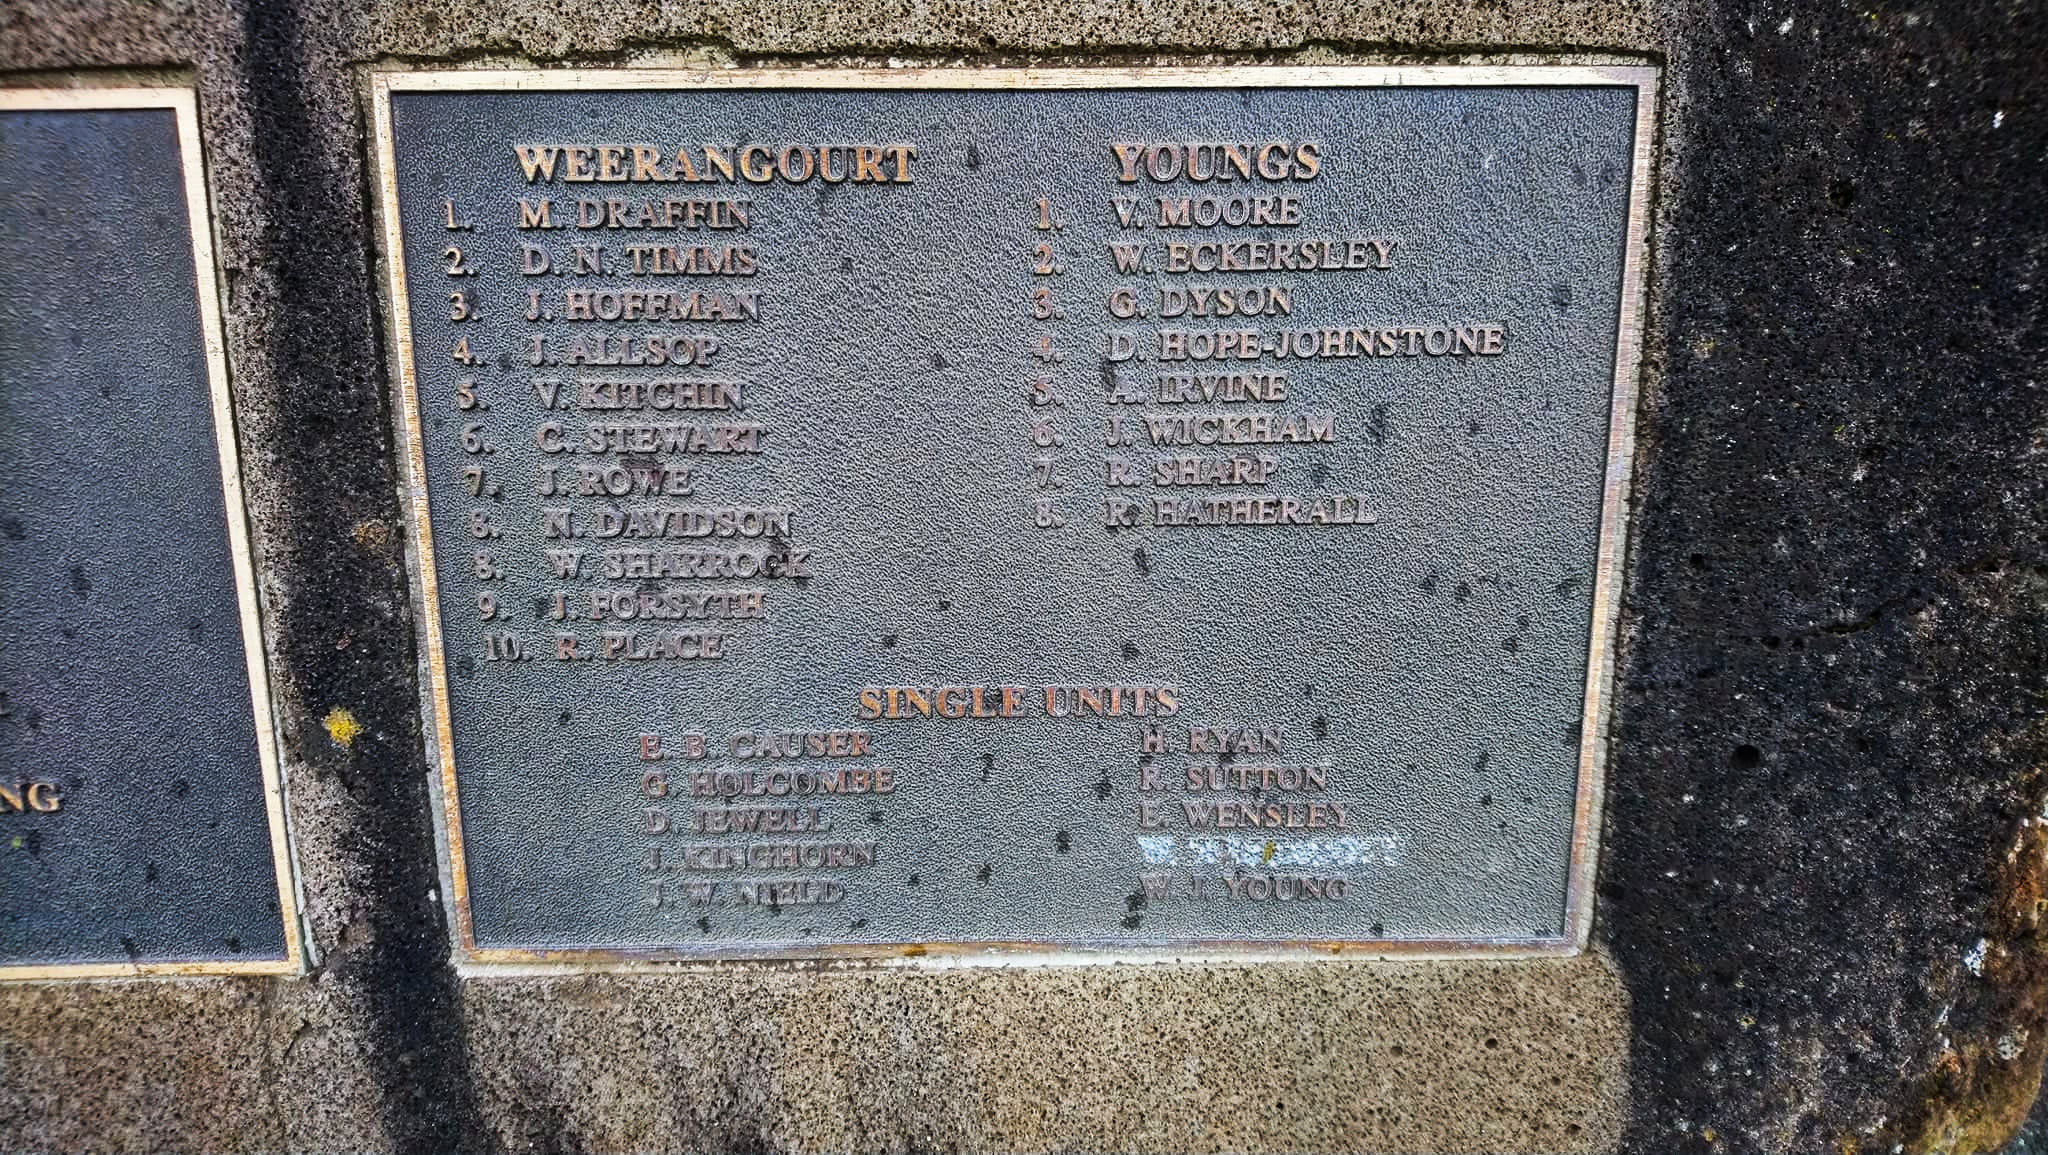 WEERANGOURT
1. M. DRAFFIN
2. D. N. TIMMS
3. J. HOFFMAN
4. J. ALLSOP
5. V. KITCHIN
6. C. STEWART
7. J. ROWE
8. N. DAVIDSON
8. W. SHARROCK
9. J. FORSYTH
10. R. PLACE
YOUNGS
1. V. MOORE
2. W. ECKERSLEY
3. G. DYSON
4. D. HOPE-JOHNSTONE
5. A. IRVINE
6. J. WICKHAM
7. R. SHARP
8. R. HATHERALL
SINGLE UNITS
E. B. CAUSER
G. HOLCOMBE
D. JEWELL
J. KINGHORN
J. W. NIELD
H. RYAN
R. SUTTON
E. WENSLEY
W. J. YOUNG
NG